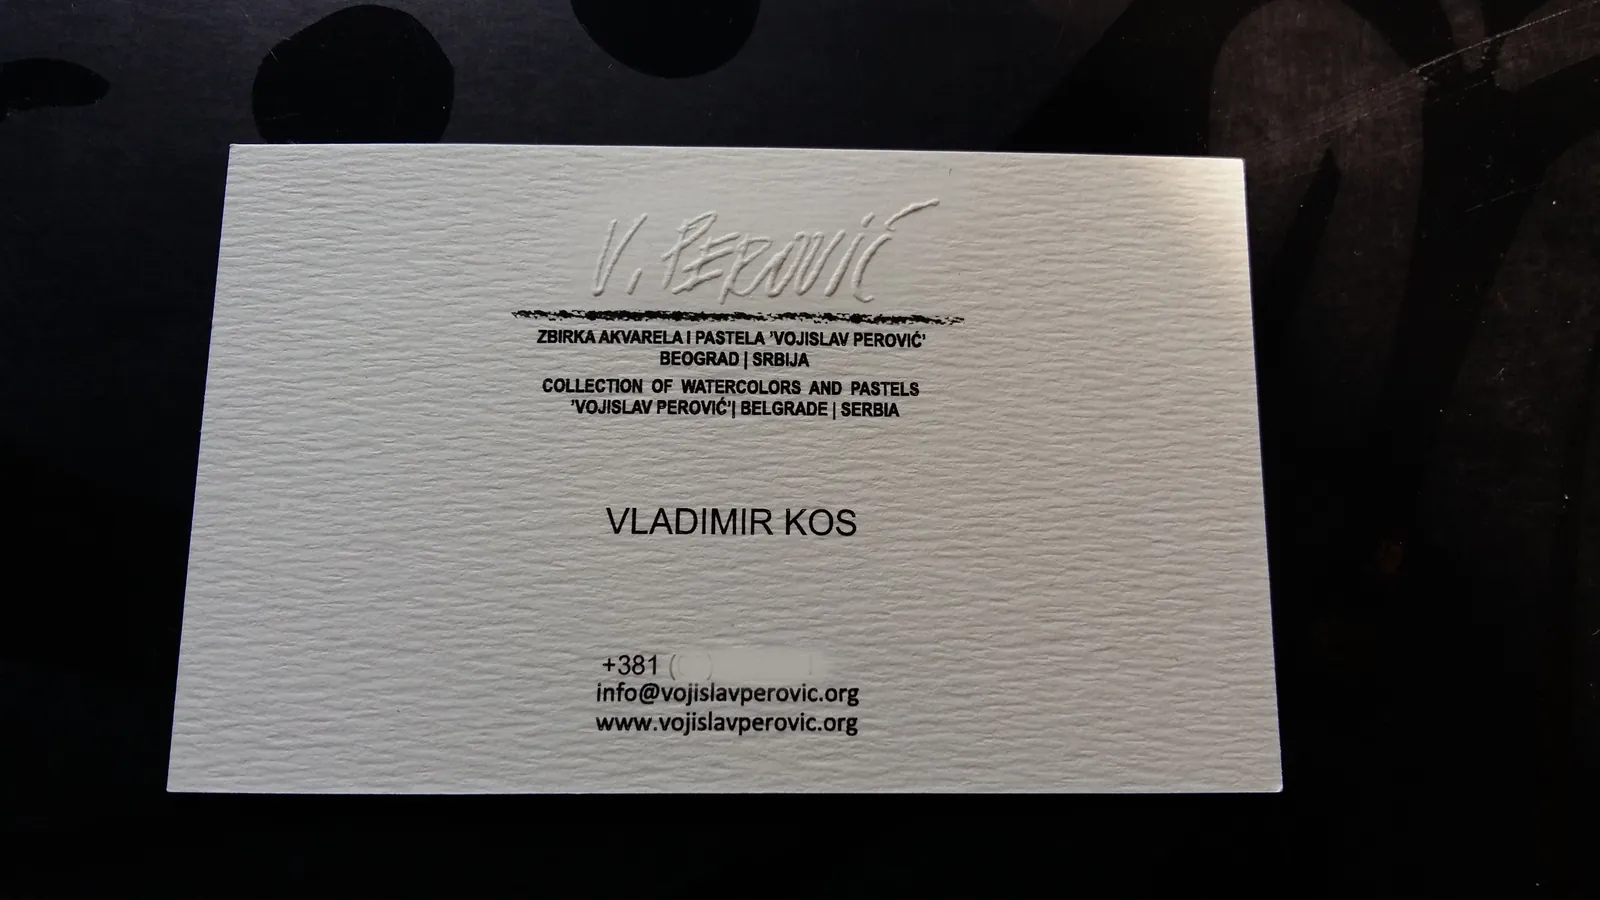 V. PEROVIĆ
ZBIRKA AKVARELA I PASTELA 'VOJISLAV PEROVIĆ'
BEOGRAD | SRBIJA
COLLECTION OF WATERCOLORS AND PASTELS
'VOJISLAV PEROVIĆ'| BELGRADE | SERBIA
VLADIMIR KOS
+381 (
info@vojislavperovic.org
www.vojislavperovic.org